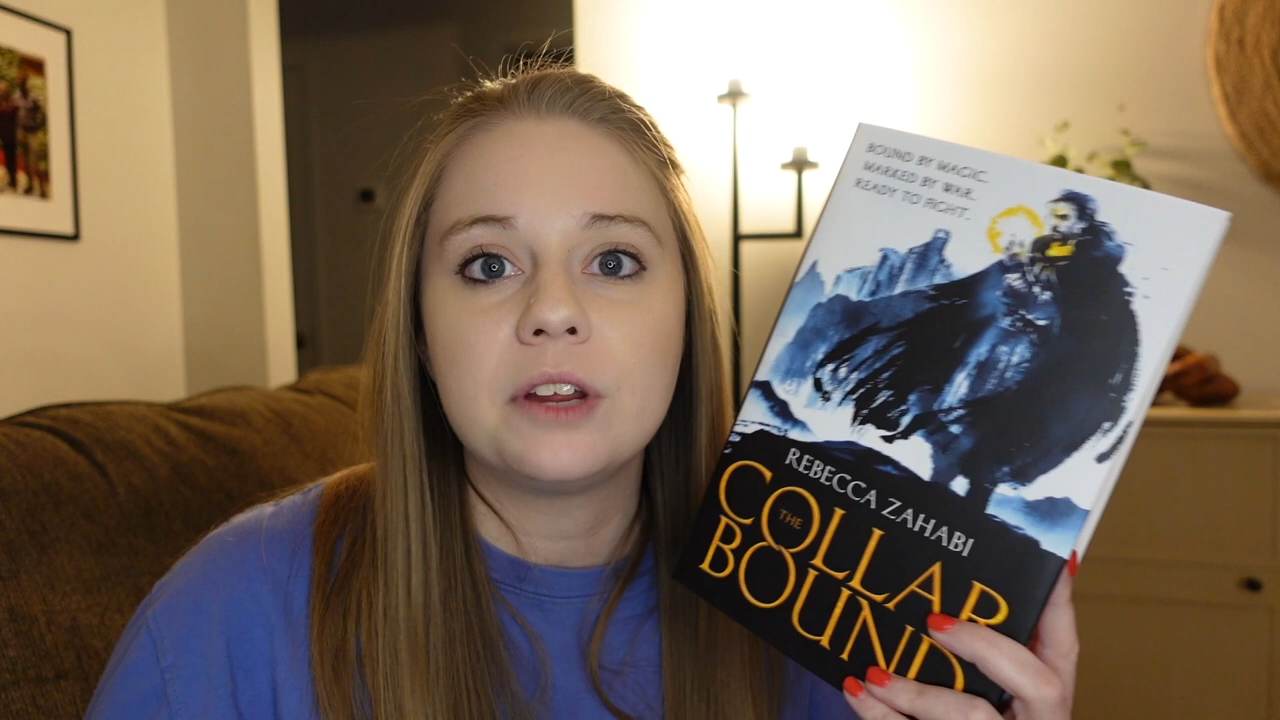 BOUND BY MAGIC.
MARKED BY WAR.
READY TO FIGHT.
REBECCA ZAHABI
THE
COLLAR
BOUND